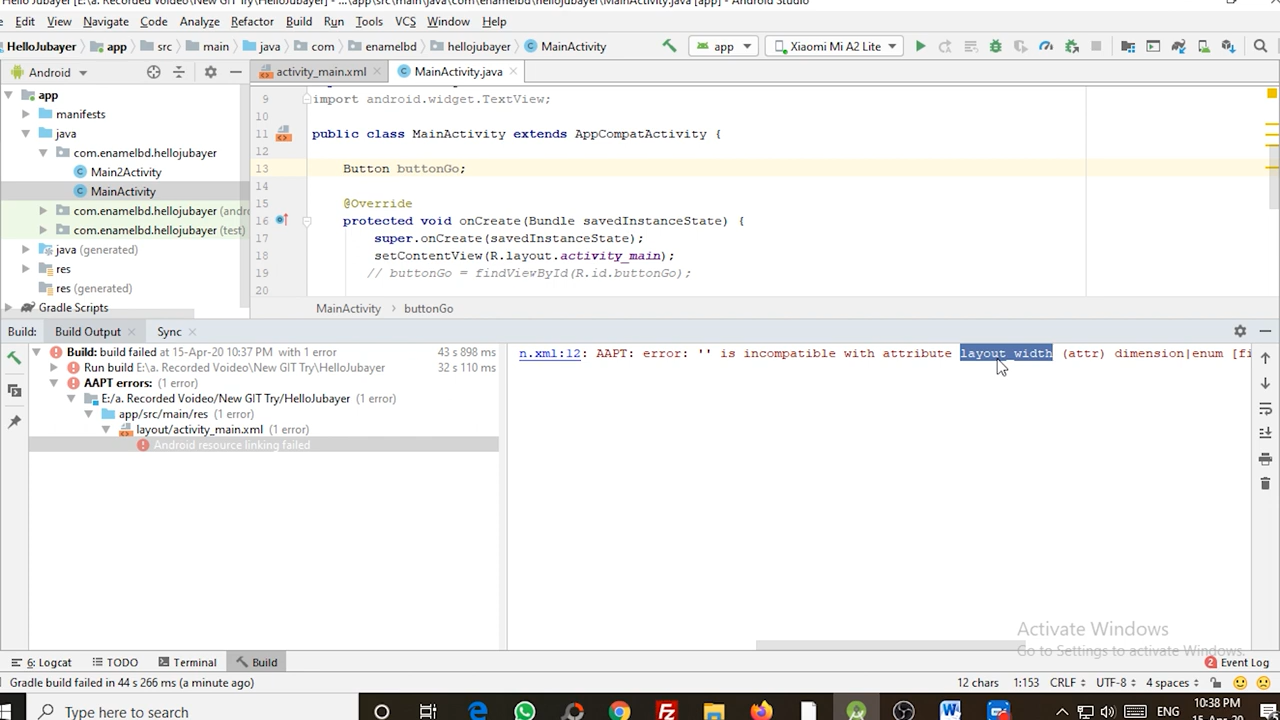 Hello Jubayer [E:\a. Recorded Voideo\New GIT Try\HelloJubayer] - ...\app\src\main\java\com\enamelbd\hellojubayer\MainActivity.java [app] - Android Studio
Edit View Navigate Code Analyze Refactor Build Run Tools VCS Window Help
HelloJubayer app src main java com enamelbd hellojubayer MainActivity app Xiaomi Mi A2 Lite
Android activity_main.xml MainActivity.java
app
manifests
java
com.enamelbd.hellojubayer
Main2Activity
MainActivity
com.enamelbd.hellojubayer (andro
com.enamelbd.hellojubayer (test)
java (generated)
res
res (generated)
Gradle Scripts
9 import android.widget.TextView;
10
11 public class MainActivity extends AppCompatActivity {
12
13 Button buttonGo;
14
15 @Override
16 protected void onCreate(Bundle savedInstanceState) {
17 super.onCreate(savedInstanceState);
18 setContentView(R.layout.activity_main);
19 // buttonGo = findViewById(R.id.buttonGo);
20
MainActivity > buttonGo
Build: Build Output Sync
Build: build failed at 15-Apr-20 10:37 PM with 1 error 43 s 898 ms
Run build E:\a. Recorded Voideo\New GIT Try\HelloJubayer 32 s 110 ms
AAPT errors: (1 error)
E:/a. Recorded Voideo/New GIT Try/HelloJubayer (1 error)
app/src/main/res (1 error)
layout/activity_main.xml (1 error)
Android resource linking failed
n.xml:12: AAPT: error: '' is incompatible with attribute layout_width (attr) dimension|enum [fi
Activate Windows
Go to Settings to activate Windows.
6: Logcat TODO Terminal Build 2 Event Log
Gradle build failed in 44 s 266 ms (a minute ago) 12 chars 1:153 CRLF UTF-8 4 spaces
Type here to search ENG 10:38 PM